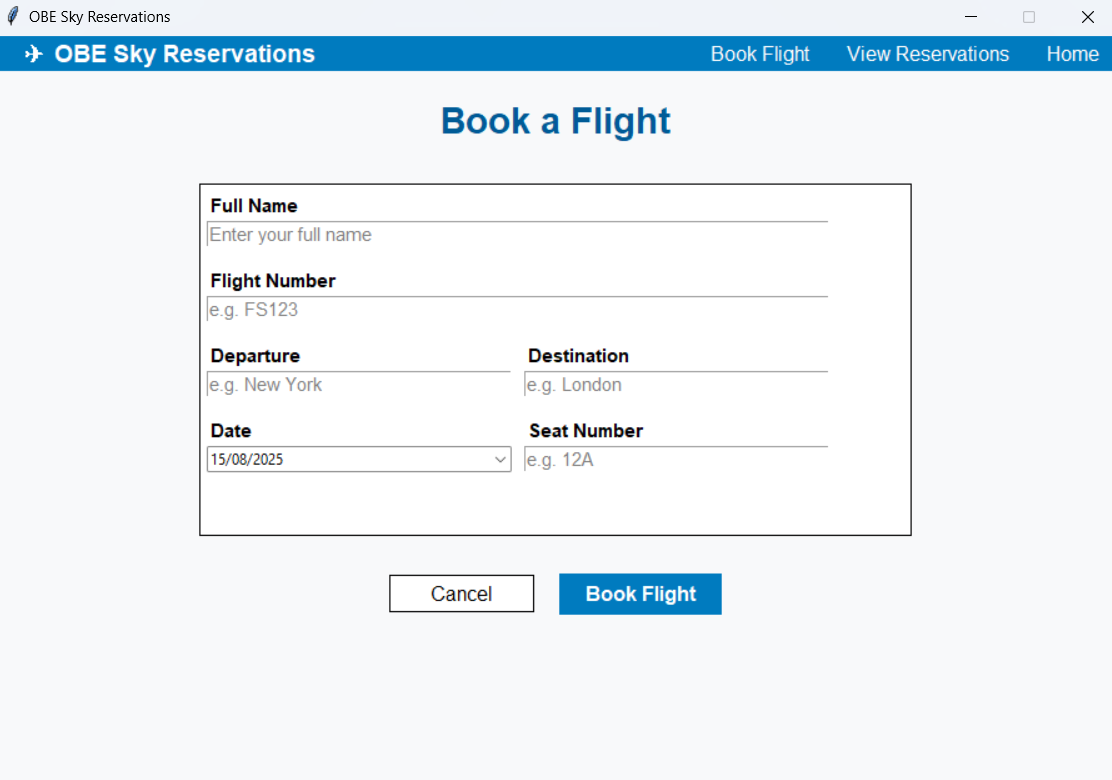 OBE Sky Reservations
✈ OBE Sky Reservations Book Flight View Reservations Home
Book a Flight
Full Name
Enter your full name
Flight Number
e.g. FS123
Departure Destination
e.g. New York e.g. London
Date Seat Number
15/08/2025 e.g. 12A
Cancel Book Flight